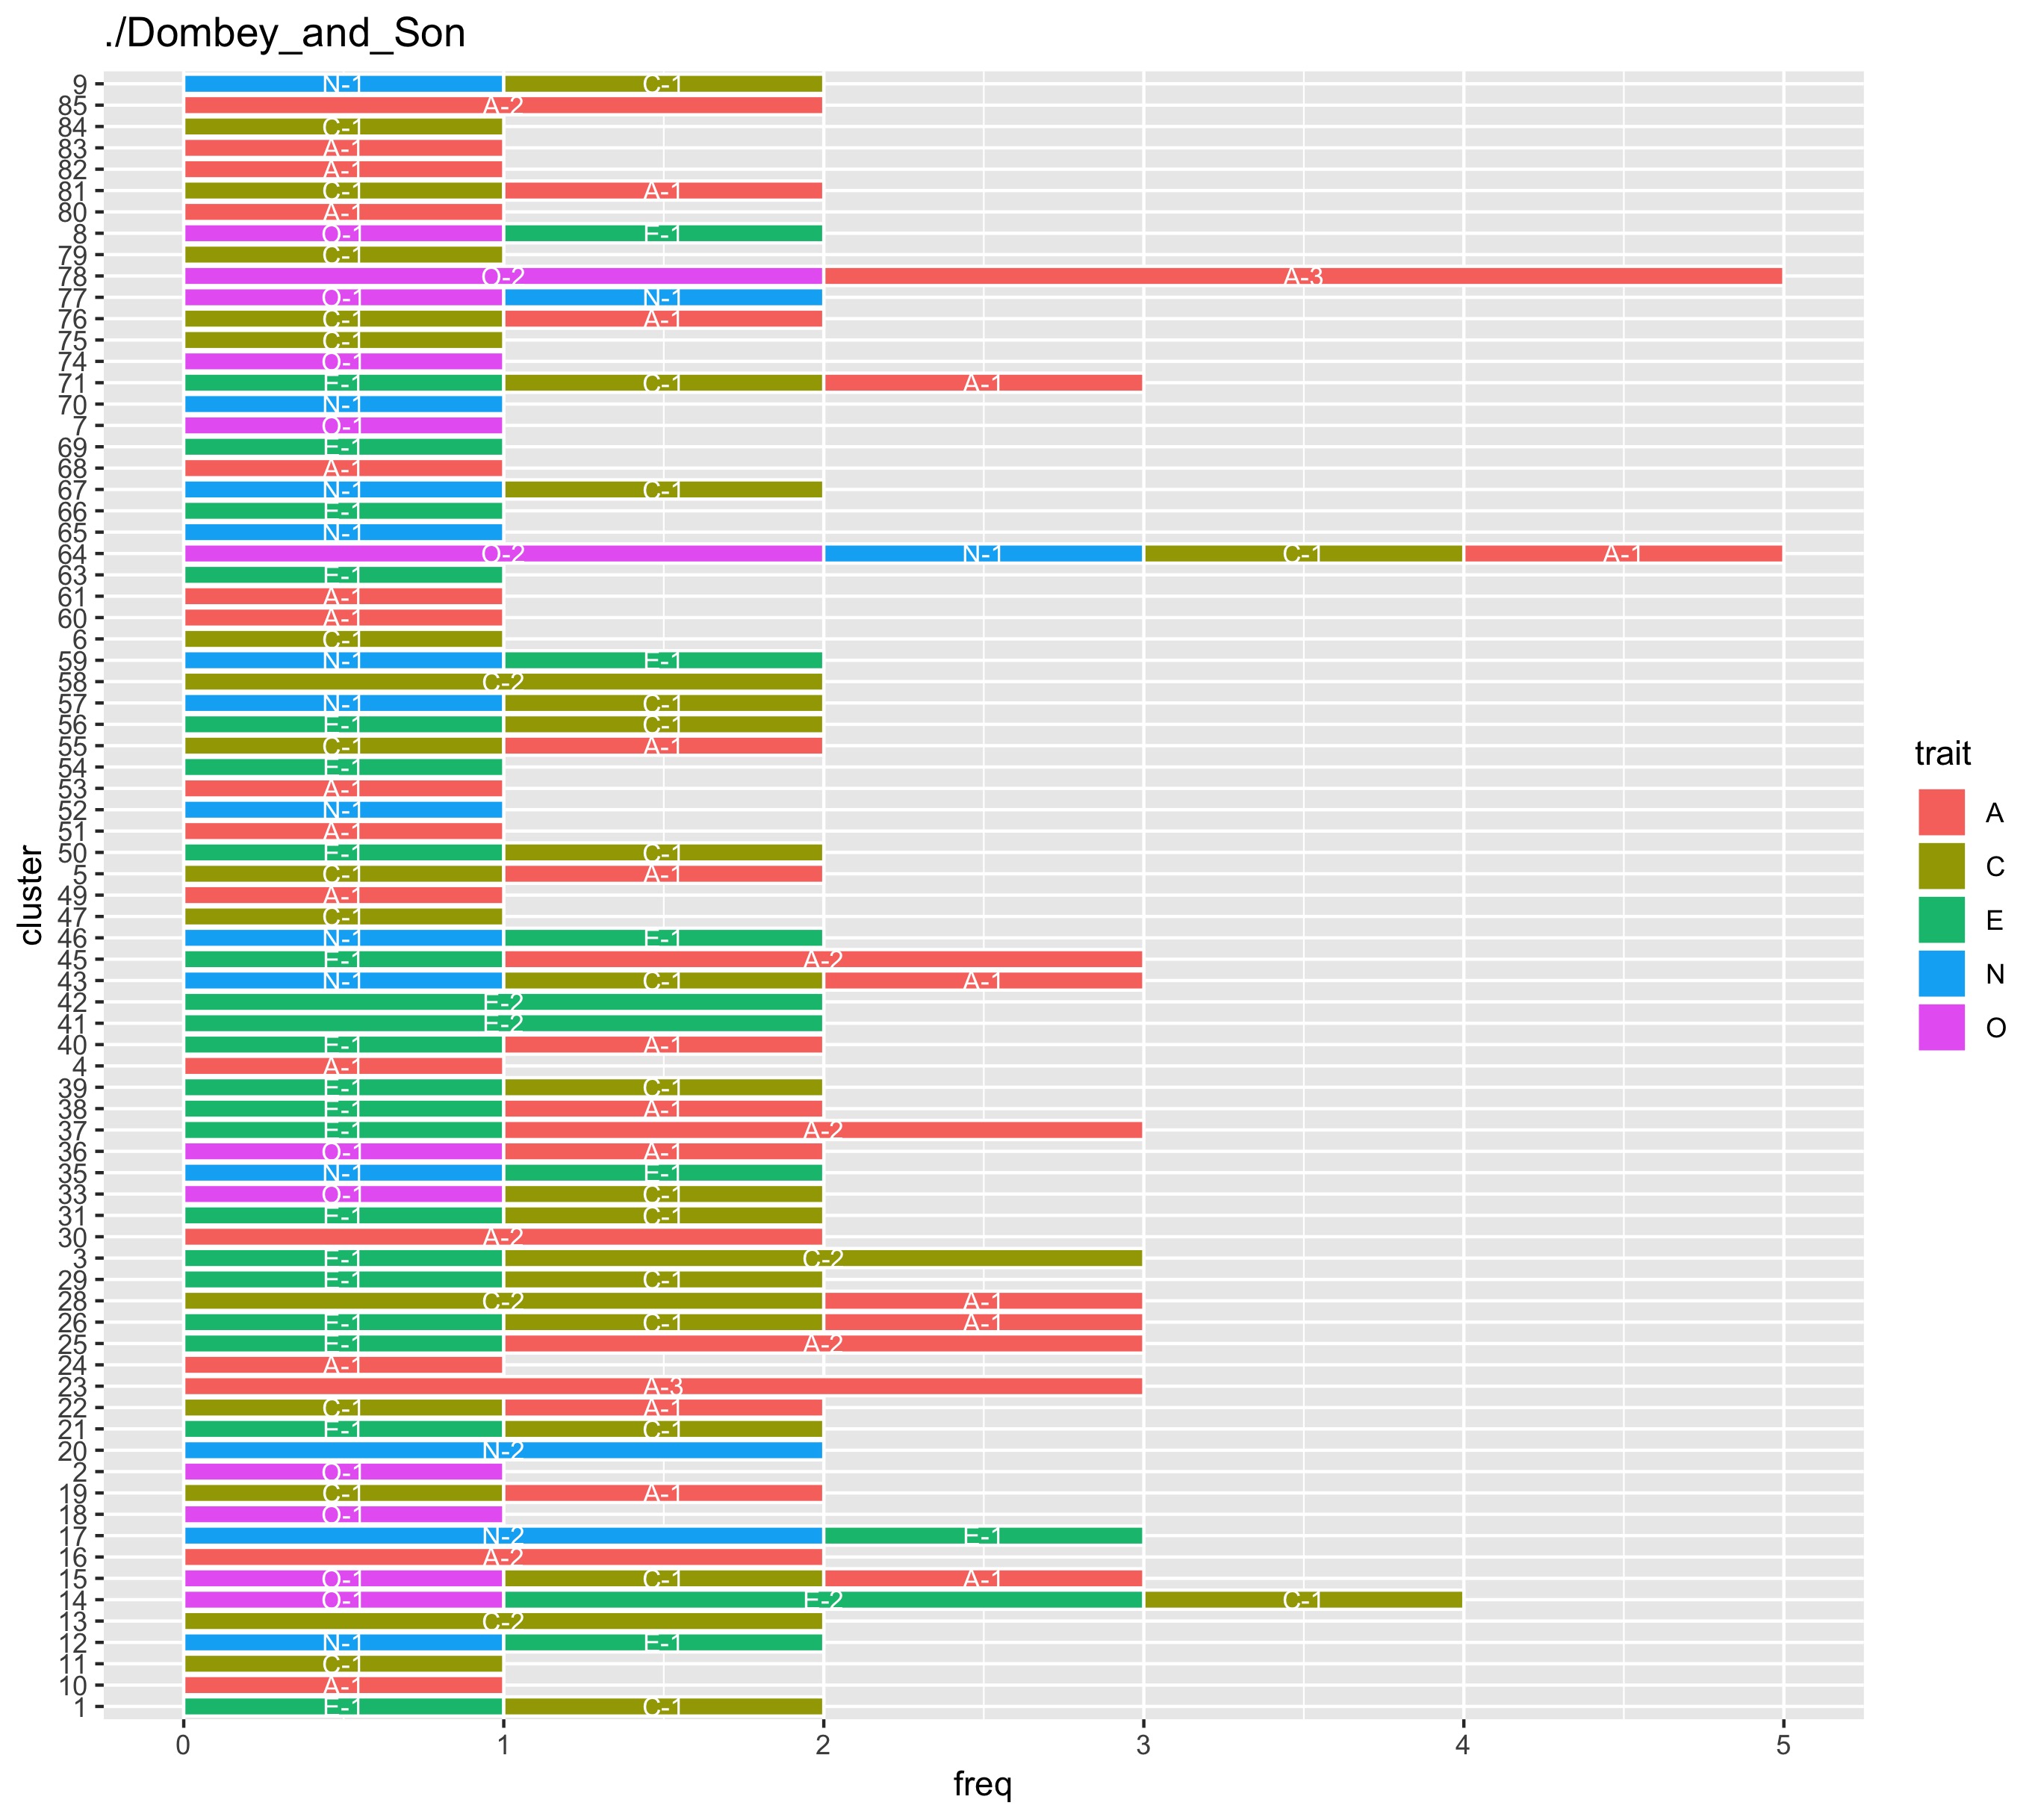 ./Dombey_and_Son
9 N-1 C-1
85 A-2
84 C-1
83 A-1
82 A-1
81 C-1 A-1
80 A-1
8 O-1 E-1
79 C-1
78 O-2 A-3
77 O-1 N-1
76 C-1 A-1
75 C-1
74 O-1
71 E-1 C-1 A-1
70 N-1
7 O-1
69 E-1
68 A-1
67 N-1 C-1
66 E-1
65 N-1
64 O-2 N-1 C-1 A-1
63 E-1
61 A-1
60 A-1
6 C-1
59 N-1 E-1
58 C-2
57 N-1 C-1
56 E-1 C-1
55 C-1 A-1
54 E-1
53 A-1
52 N-1
51 A-1
50 E-1 C-1
5 C-1 A-1
49 A-1
47 C-1
46 N-1 E-1
45 E-1 A-2
43 N-1 C-1 A-1
42 E-2
41 E-2
40 E-1 A-1
4 A-1
39 E-1 C-1
38 E-1 A-1
37 E-1 A-2
36 O-1 A-1
35 N-1 E-1
33 O-1 C-1
31 E-1 C-1
30 A-2
3 E-1 C-2
29 E-1 C-1
28 C-2 A-1
26 E-1 C-1 A-1
25 E-1 A-2
24 A-1
23 A-3
22 C-1 A-1
21 E-1 C-1
20 N-2
2 O-1
19 C-1 A-1
18 O-1
17 N-2 E-1
16 A-2
15 O-1 C-1 A-1
14 O-1 E-2 C-1
13 C-2
12 N-1 E-1
11 C-1
10 A-1
1 E-1 C-1
0 1 2 3 4 5
freq
cluster
trait
A
C
E
N
O